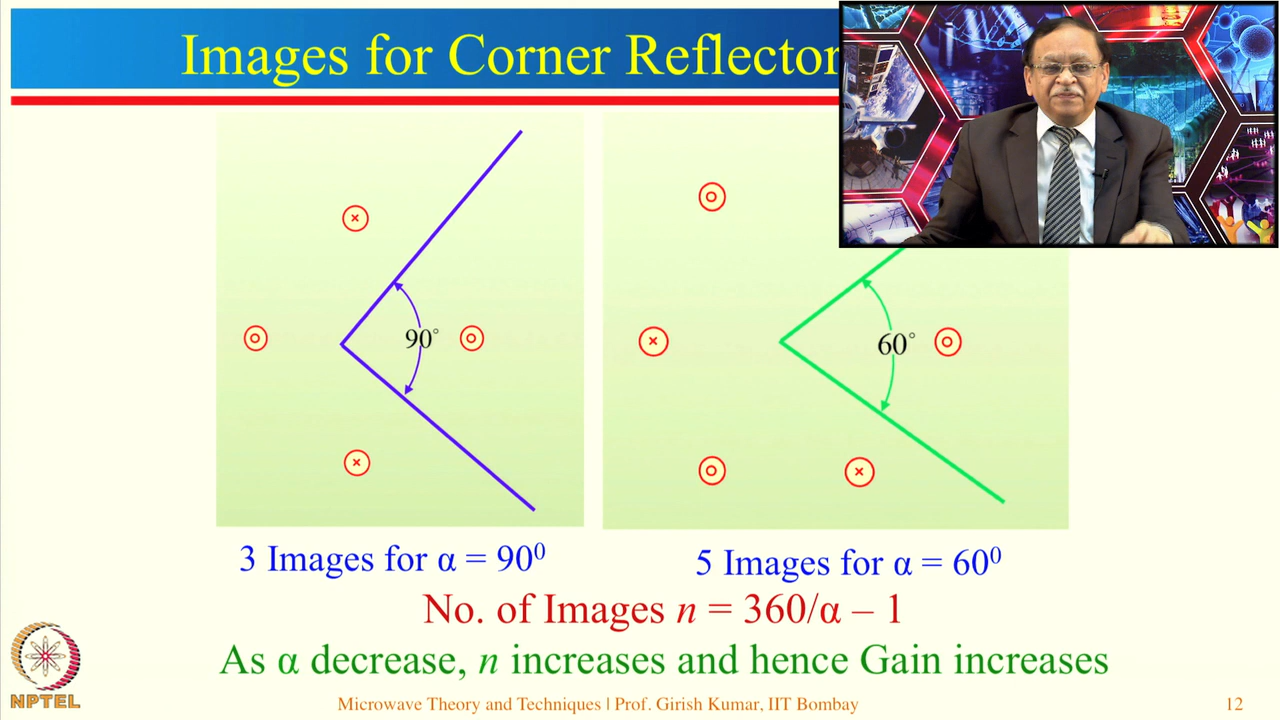 Images for Corner Reflector
90°
60°
3 Images for α = 90⁰
5 Images for α = 60⁰
No. of Images n = 360/α – 1
As α decrease, n increases and hence Gain increases
NPTEL
Microwave Theory and Techniques | Prof. Girish Kumar, IIT Bombay
12